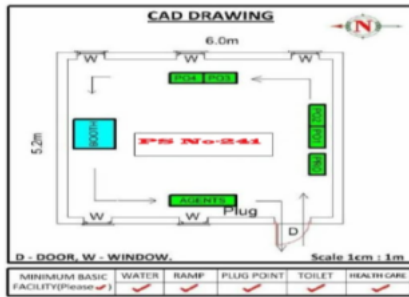 CAD DRAWING
N
6.0m
W W W
PO4 PO3
5.2m
BOOTH
PS No-241
PO2
PO1
PRO
AGENTS
Plug
W W
D
D - DOOR, W - WINDOW.
Scale 1cm : 1m
MINIMUM BASIC FACILITY(Please✓) WATER RAMP PLUG POINT TOILET HEALTH CARE